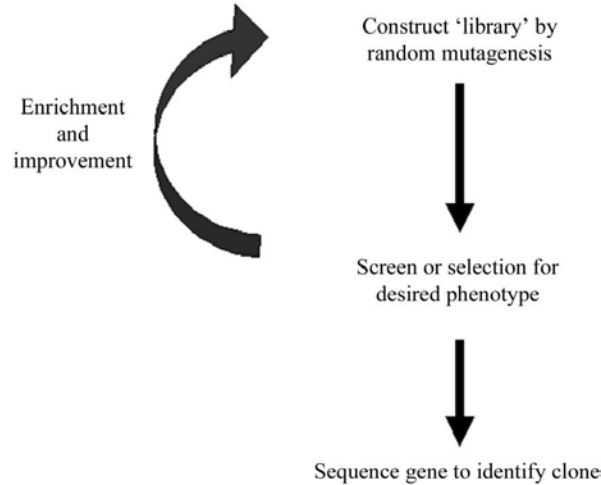 Construct ‘library’ by
random mutagenesis
Enrichment
and
improvement
Screen or selection for
desired phenotype
Sequence gene to identify clone